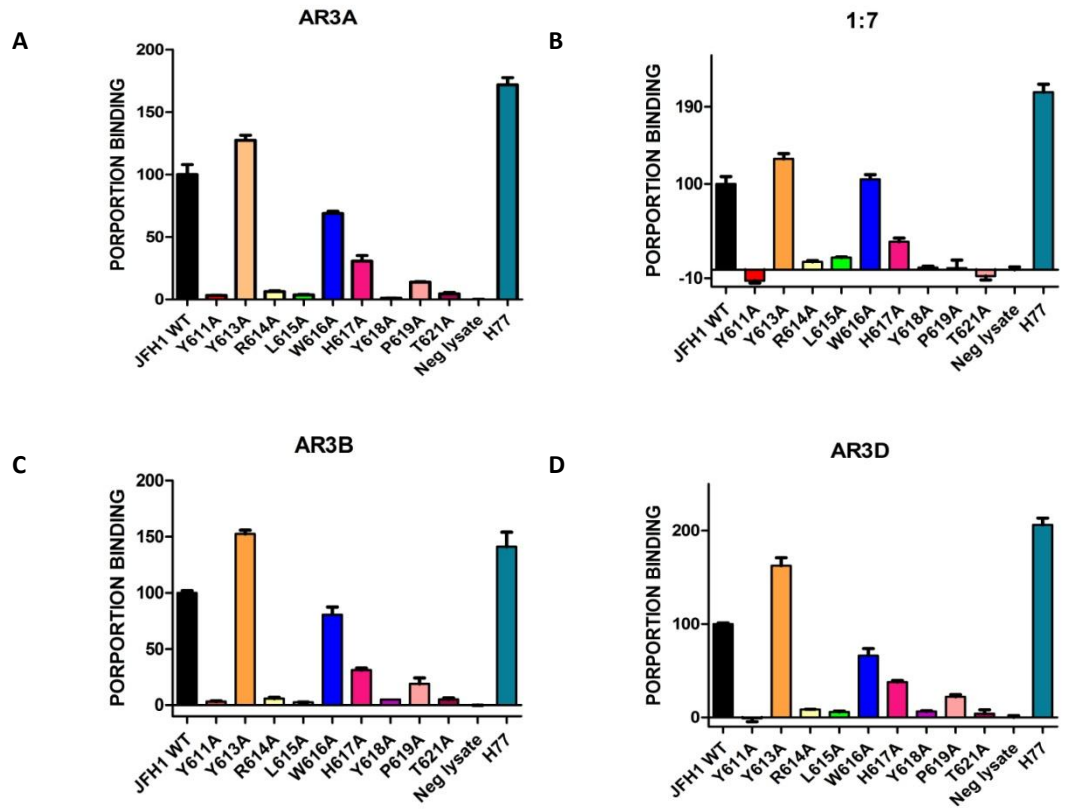 A
AR3A
PORPORTION BINDING
200
150
100
50
0
JFH1 WT
Y611A
Y613A
R614A
L615A
W616A
H617A
Y618A
P619A
T621A
Neg lysate
H77
B
1:7
PORPORTION BINDING
190
100
-10
JFH1 WT
Y611A
Y613A
R614A
L615A
W616A
H617A
Y618A
P619A
T621A
Neg lysate
H77
C
AR3B
PORPORTION BINDING
200
150
100
50
0
JFH1 WT
Y611A
Y613A
R614A
L615A
W616A
H617A
Y618A
P619A
T621A
Neg lysate
H77
D
AR3D
PORPORTION BINDING
200
100
0
JFH1 WT
Y611A
Y613A
R614A
L615A
W616A
H617A
Y618A
P619A
T621A
Neg lysate
H77